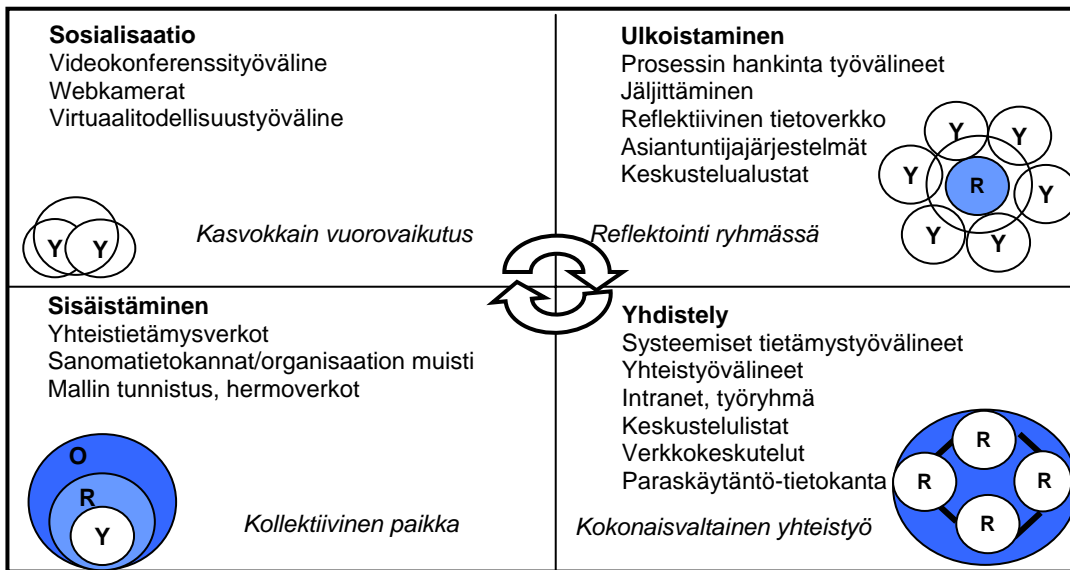 Sosialisaatio
Videokonferenssityöväline
Webkamerat
Virtuaalitodellisuustyöväline
Y Y
Kasvokkain vuorovaikutus
Ulkoistaminen
Prosessin hankinta työvälineet
Jäljittäminen
Reflektiivinen tietoverkko
Asiantuntijajärjestelmät
Keskustelualustat
Y Y
Y R Y
Y Y
Reflektointi ryhmässä
Sisäistäminen
Yhteistietämysverkot
Sanomatietokannat/organisaation muisti
Mallin tunnistus, hermoverkot
O
R
Y
Kollektiivinen paikka
Yhdistely
Systeemiset tietämystyövälineet
Yhteistyövälineet
Intranet, työryhmä
Keskustelulistat
Verkkokeskutelut
Paraskäytäntö-tietokanta
R
R R
R
Kokonaisvaltainen yhteistyö